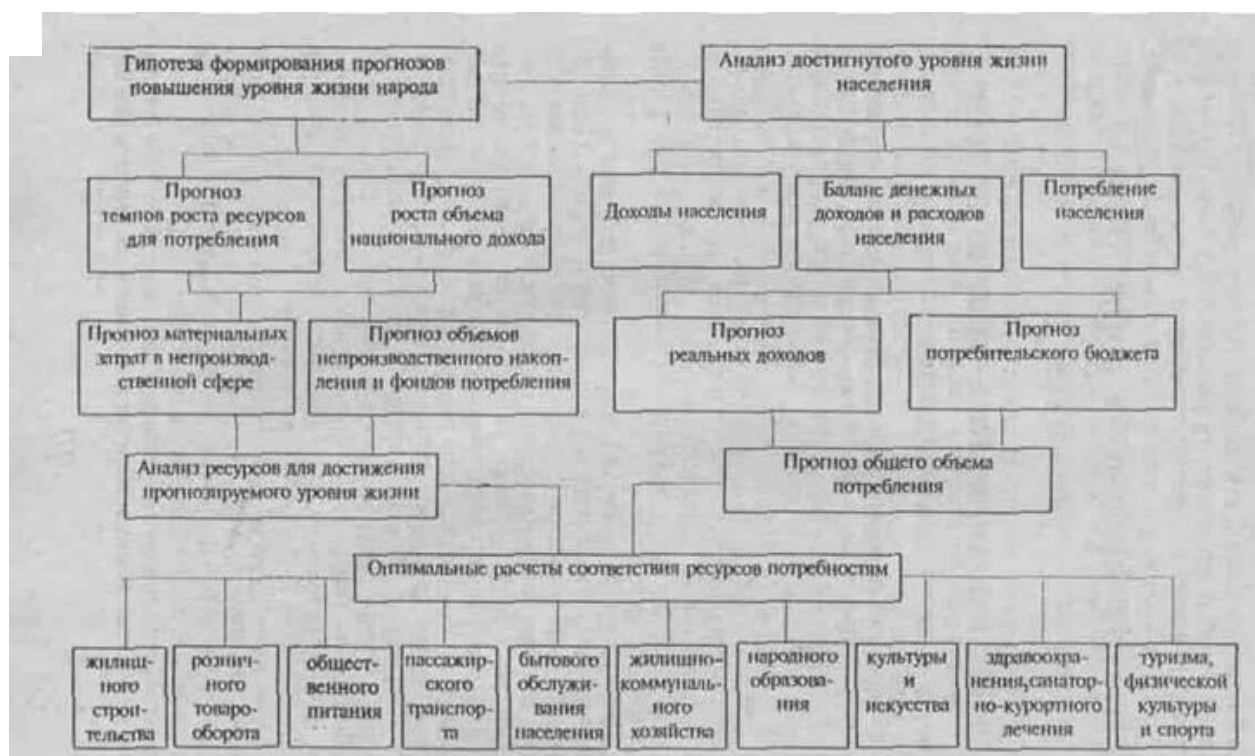 Гипотеза формирования прогнозов
повышения уровня жизни народа
Анализ достигнутого уровня жизни
населения
Прогноз
темпов роста ресурсов
для потребления
Прогноз
роста объема
национального дохода
Доходы населения
Баланс денежных
доходов и расходов
населения
Потребление
населения
Прогноз материальных
затрат в непроизвод-
ственной сфере
Прогноз объемов
непроизводственного накоп-
ления и фондов потребления
Прогноз
реальных доходов
Прогноз
потребительского бюджета
Анализ ресурсов для достижения
прогнозируемого уровня жизни
Прогноз общего объема
потребления
Оптимальные расчеты соответствия ресурсов потребностям
жилищ-
ного
строи-
тельства
рознич-
ного
товаро-
оборота
общест-
венного
питания
пассажир-
ского
транспор-
та
бытового
обслужи-
вания
населения
жилишно-
коммуналь-
ного
хозяйства
народного
образова-
ния
культуры
и
искусства
здравоохра-
нения,санатор-
но-курортного
лечения
туризма,
физической
культуры
и спорта